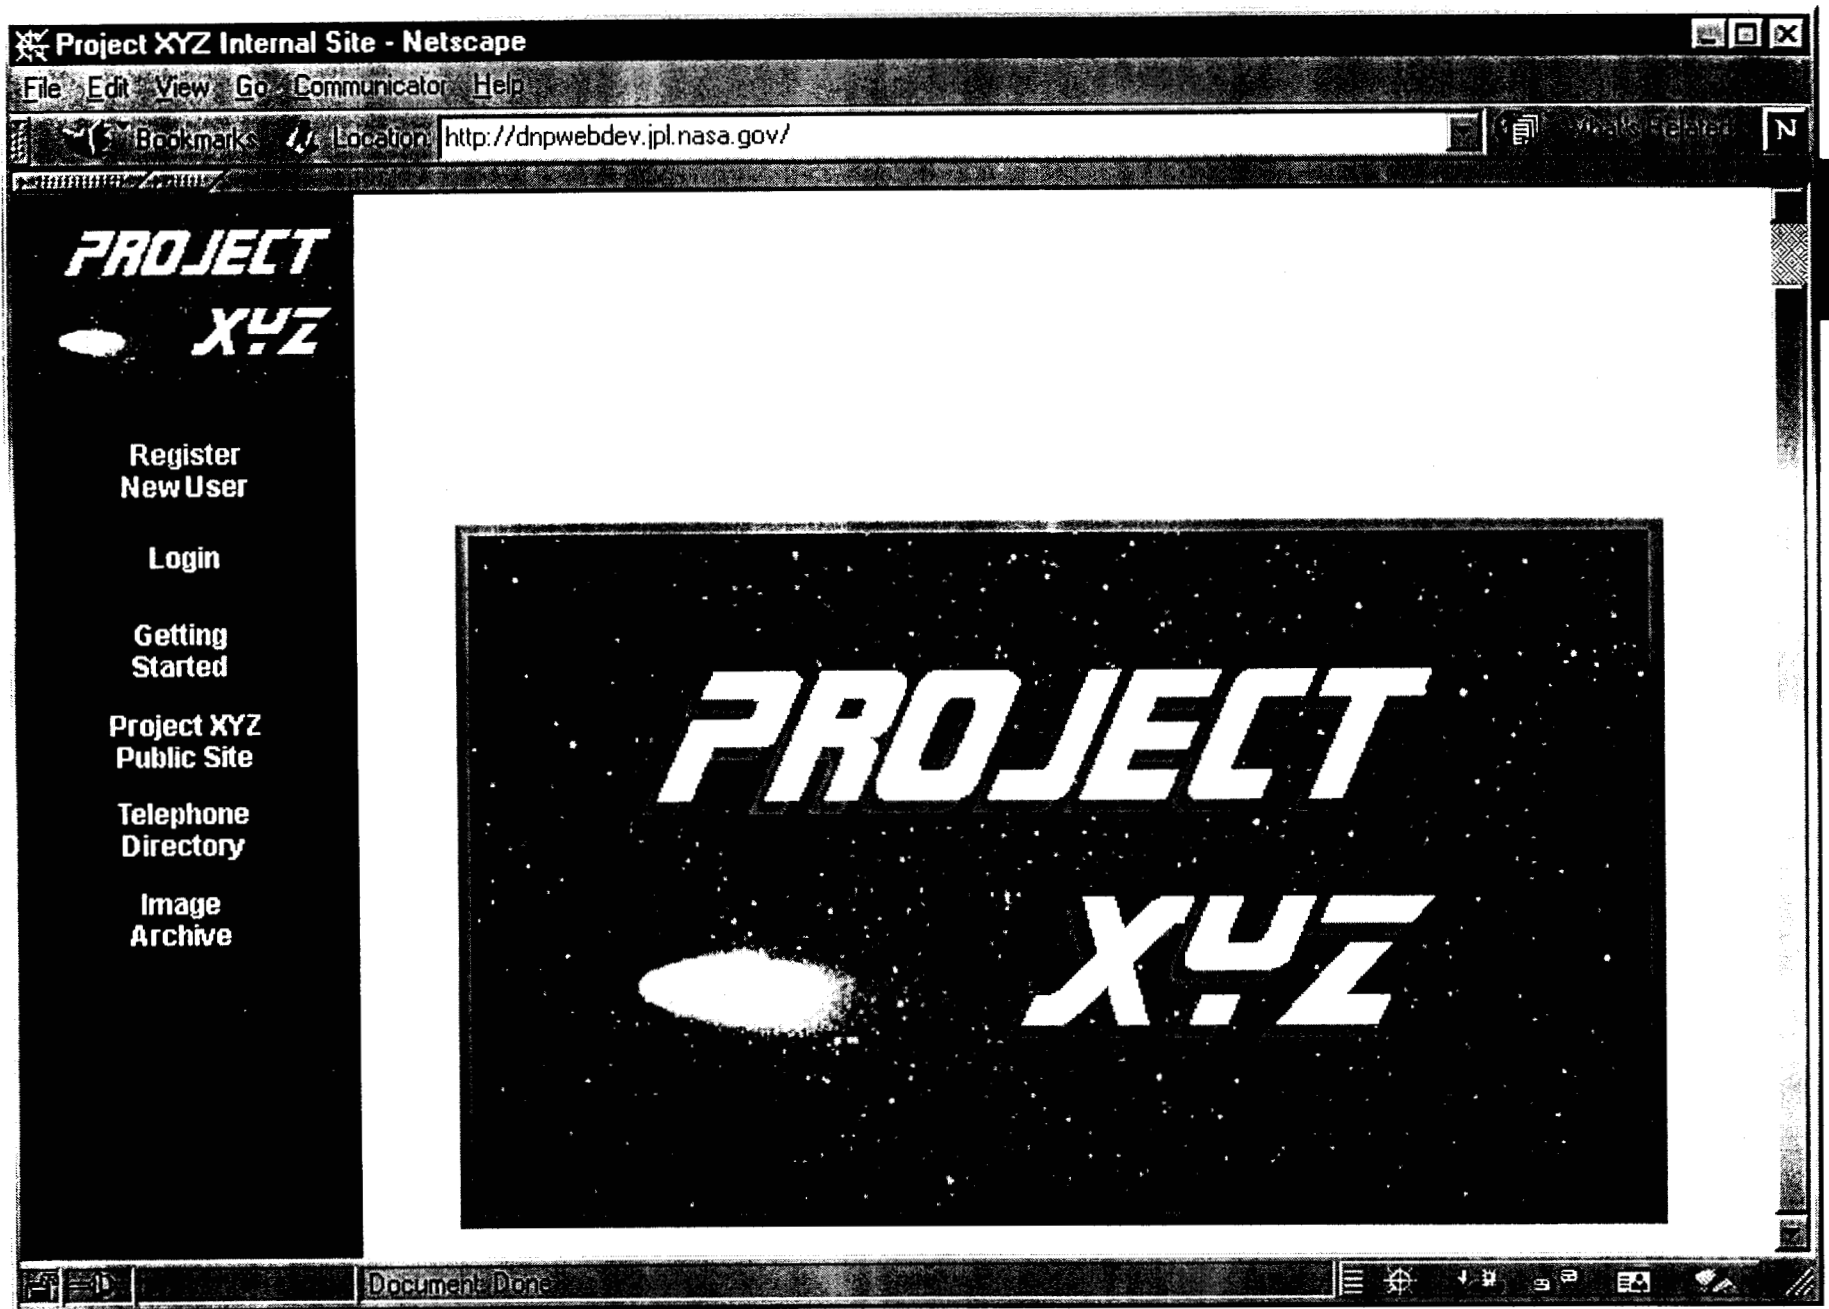 Project XYZ Internal Site - Netscape
File Edit View Go Communicator Help
Bookmarks Location: http://dnpwebdev.jpl.nasa.gov/ What's Related N
PROJECT
XYZ
Register
New User
Login
Getting
Started
Project XYZ
Public Site
Telephone
Directory
Image
Archive
PROJECT
XYZ
Document: Done